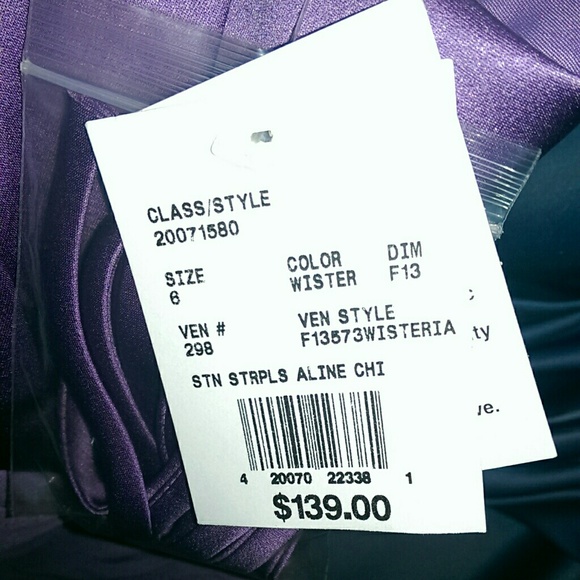 CLASS/STYLE
20071580
SIZE COLOR DIM
6 WISTER F13
VEN # VEN STYLE
298 F13573WISTERIA
STN STRPLS ALINE CHI
4 20070 22338 1
$139.00